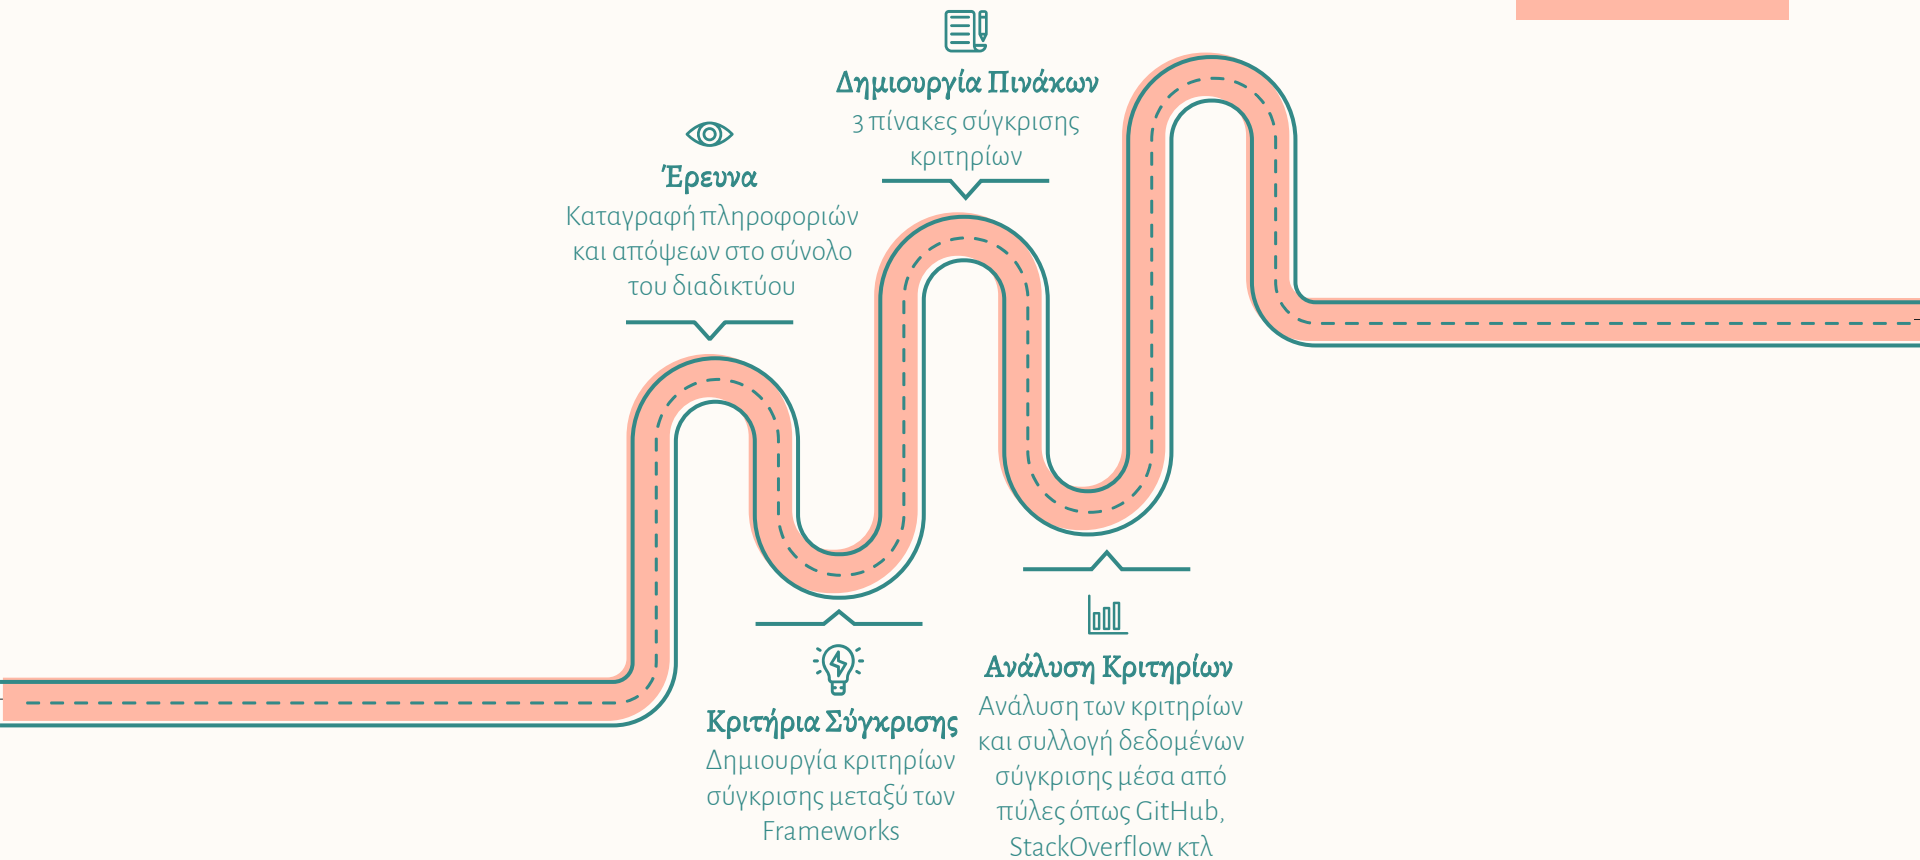 Έρευνα
Καταγραφή πληροφοριών
και απόψεων στο σύνολο
του διαδικτύου
Κριτήρια Σύγκρισης
Δημιουργία κριτηρίων
σύγκρισης μεταξύ των
Frameworks
Δημιουργία Πινάκων
3 πίνακες σύγκρισης
κριτηρίων
Ανάλυση Κριτηρίων
Ανάλυση των κριτηρίων
και συλλογή δεδομένων
σύγκρισης μέσα από
πύλες όπως GitHub,
StackOverflow κτλ